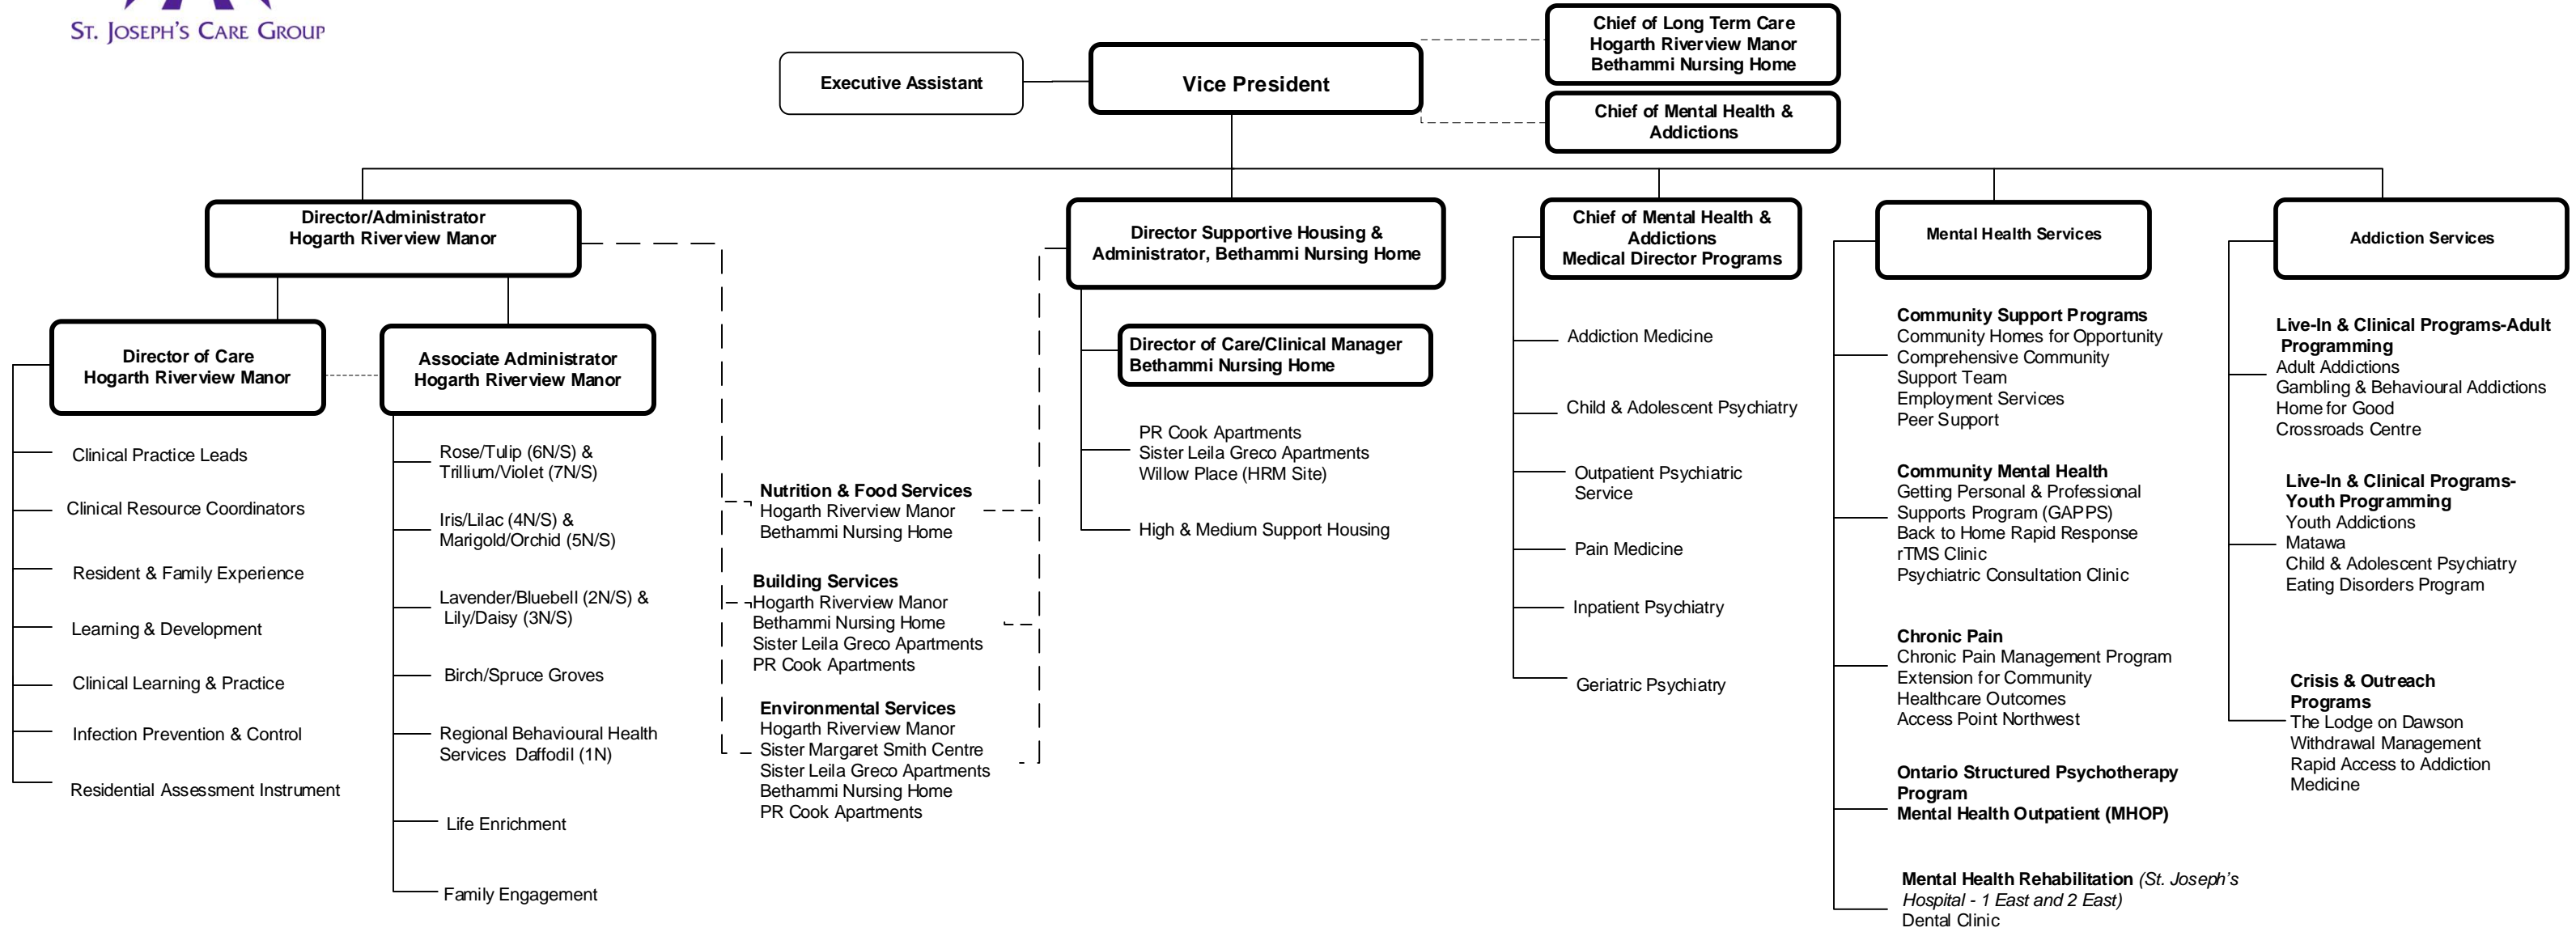 ST. JOSEPH'S CARE GROUP
Executive Assistant
Vice President
Chief of Long Term Care
Hogarth Riverview Manor
Bethammi Nursing Home
Chief of Mental Health &
Addictions
Director/Administrator
Hogarth Riverview Manor
Director of Care
Hogarth Riverview Manor
Clinical Practice Leads
Clinical Resource Coordinators
Resident & Family Experience
Learning & Development
Clinical Learning & Practice
Infection Prevention & Control
Residential Assessment Instrument
Associate Administrator
Hogarth Riverview Manor
Rose/Tulip (6N/S) &
Trillium/Violet (7N/S)
Iris/Lilac (4N/S) &
Marigold/Orchid (5N/S)
Lavender/Bluebell (2N/S) &
Lily/Daisy (3N/S)
Birch/Spruce Groves
Regional Behavioural Health
Services Daffodil (1N)
Life Enrichment
Family Engagement
Nutrition & Food Services
Hogarth Riverview Manor
Bethammi Nursing Home
Building Services
Hogarth Riverview Manor
Bethammi Nursing Home
Sister Leila Greco Apartments
PR Cook Apartments
Environmental Services
Hogarth Riverview Manor
Sister Margaret Smith Centre
Sister Leila Greco Apartments
Bethammi Nursing Home
PR Cook Apartments
Director Supportive Housing &
Administrator, Bethammi Nursing Home
Director of Care/Clinical Manager
Bethammi Nursing Home
PR Cook Apartments
Sister Leila Greco Apartments
Willow Place (HRM Site)
High & Medium Support Housing
Chief of Mental Health &
Addictions
Medical Director Programs
Addiction Medicine
Child & Adolescent Psychiatry
Outpatient Psychiatric
Service
Pain Medicine
Inpatient Psychiatry
Geriatric Psychiatry
Mental Health Services
Community Support Programs
Community Homes for Opportunity
Comprehensive Community
Support Team
Employment Services
Peer Support
Community Mental Health
Getting Personal & Professional
Supports Program (GAPPS)
Back to Home Rapid Response
rTMS Clinic
Psychiatric Consultation Clinic
Chronic Pain
Chronic Pain Management Program
Extension for Community
Healthcare Outcomes
Access Point Northwest
Ontario Structured Psychotherapy
Program
Mental Health Outpatient (MHOP)
Mental Health Rehabilitation (St. Joseph's
Hospital - 1 East and 2 East)
Dental Clinic
Addiction Services
Live-In & Clinical Programs-Adult
Programming
Adult Addictions
Gambling & Behavioural Addictions
Home for Good
Crossroads Centre
Live-In & Clinical Programs-
Youth Programming
Youth Addictions
Matawa
Child & Adolescent Psychiatry
Eating Disorders Program
Crisis & Outreach
Programs
The Lodge on Dawson
Withdrawal Management
Rapid Access to Addiction
Medicine